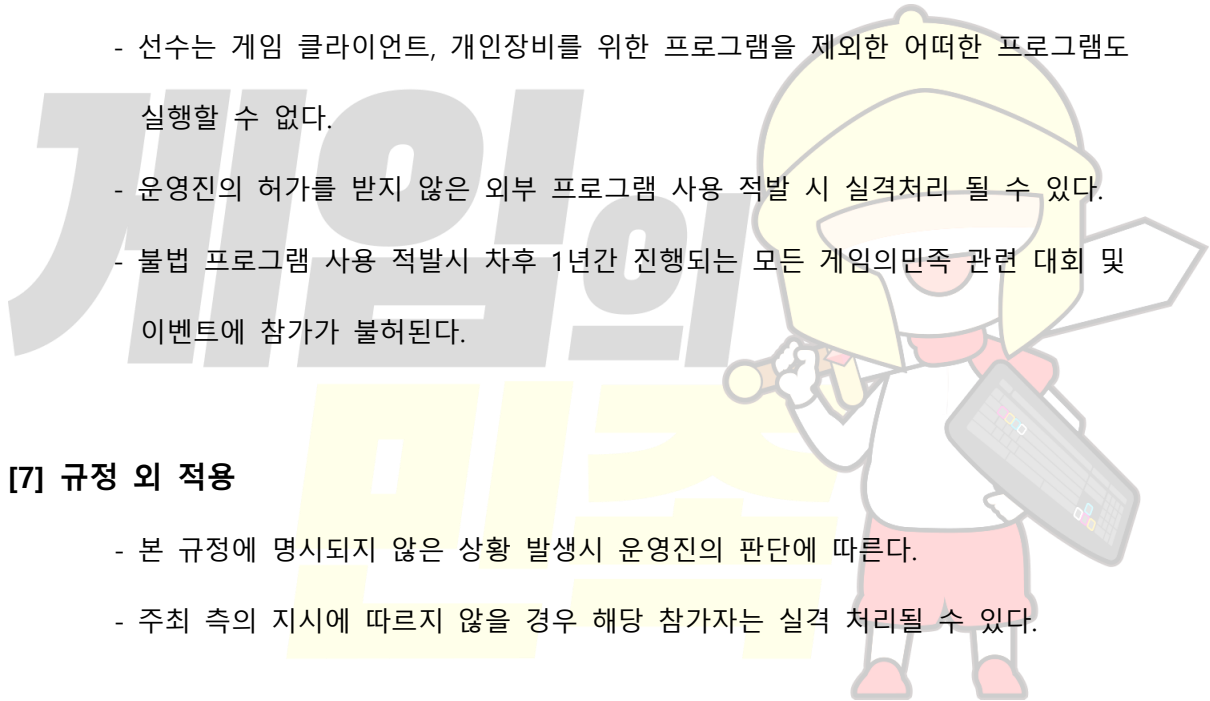 - 선수는 게임 클라이언트, 개인장비를 위한 프로그램을 제외한 어떠한 프로그램도
실행할 수 없다.
- 운영진의 허가를 받지 않은 외부 프로그램 사용 적발 시 실격처리 될 수 있다.
- 불법 프로그램 사용 적발시 차후 1년간 진행되는 모든 게임의민족 관련 대회 및
이벤트에 참가가 불허된다.
게임의
민족
[7] 규정 외 적용
- 본 규정에 명시되지 않은 상황 발생시 운영진의 판단에 따른다.
- 주최 측의 지시에 따르지 않을 경우 해당 참가자는 실격 처리될 수 있다.